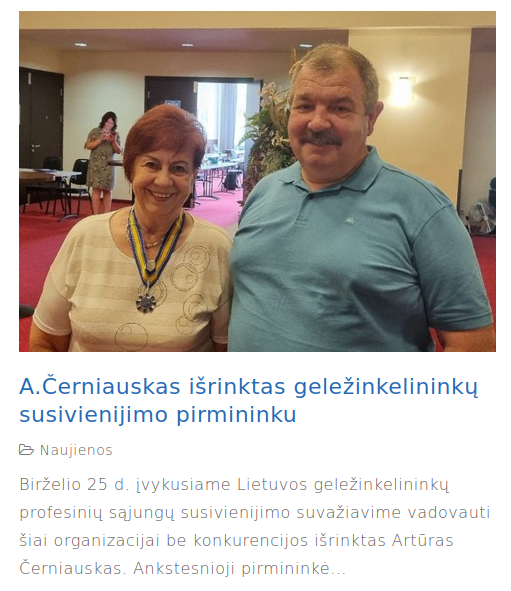 A.Černiauskas išrinktas geležinkelininkų
susivienijimo pirmininku
Naujienos
Birželio 25 d. įvykusiame Lietuvos geležinkelininkų
profesinių sąjungų susivienijimo suvažiavime vadovauti
šiai organizacijai be konkurencijos išrinktas Artūras
Černiauskas. Ankstesnioji pirmininkė...